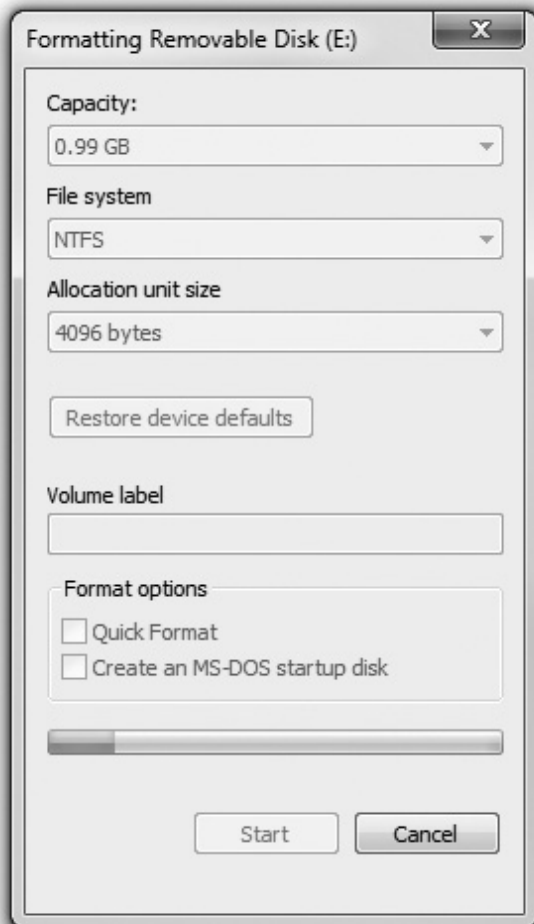 Formatting Removable Disk (E:)
X
Capacity:
0.99 GB
File system
NTFS
Allocation unit size
4096 bytes
Restore device defaults
Volume label
Format options
Quick Format
Create an MS-DOS startup disk
Start Cancel